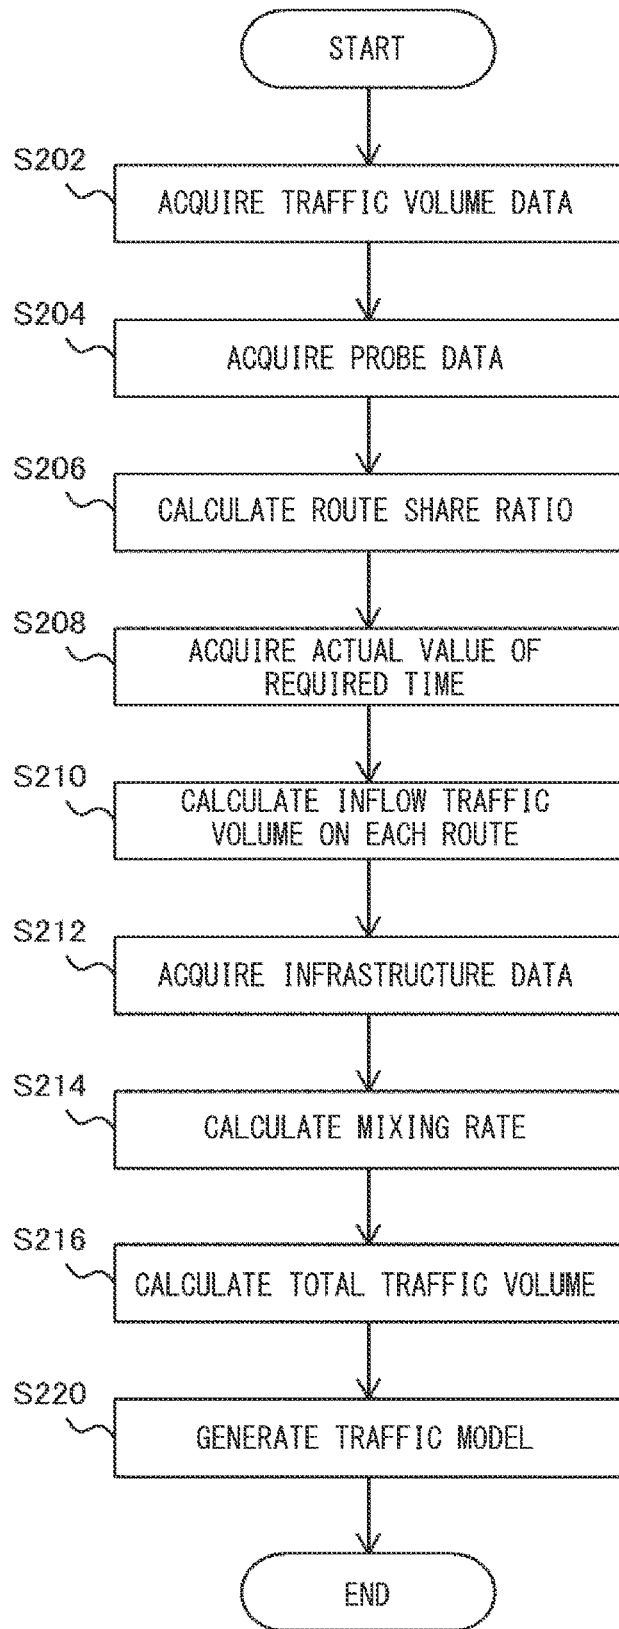 START
S202
ACQUIRE TRAFFIC VOLUME DATA
S204
ACQUIRE PROBE DATA
S206
CALCULATE ROUTE SHARE RATIO
S208
ACQUIRE ACTUAL VALUE OF
REQUIRED TIME
S210
CALCULATE INFLOW TRAFFIC
VOLUME ON EACH ROUTE
S212
ACQUIRE INFRASTRUCTURE DATA
S214
CALCULATE MIXING RATE
S216
CALCULATE TOTAL TRAFFIC VOLUME
S220
GENERATE TRAFFIC MODEL
END